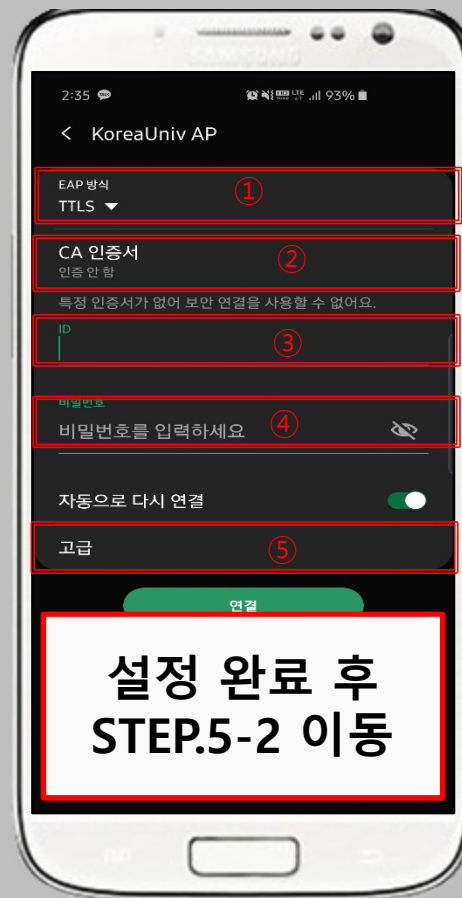 SAMSUNG
2:35 93%
< KoreaUniv AP
EAP 방식
TTLS ①
CA 인증서
인증 안 함 ②
특정 인증서가 없어 보안 연결을 사용할 수 없어요.
ID
③
비밀번호
비밀번호를 입력하세요 ④
자동으로 다시 연결
고급 ⑤
연결
설정 완료 후
STEP.5-2 이동